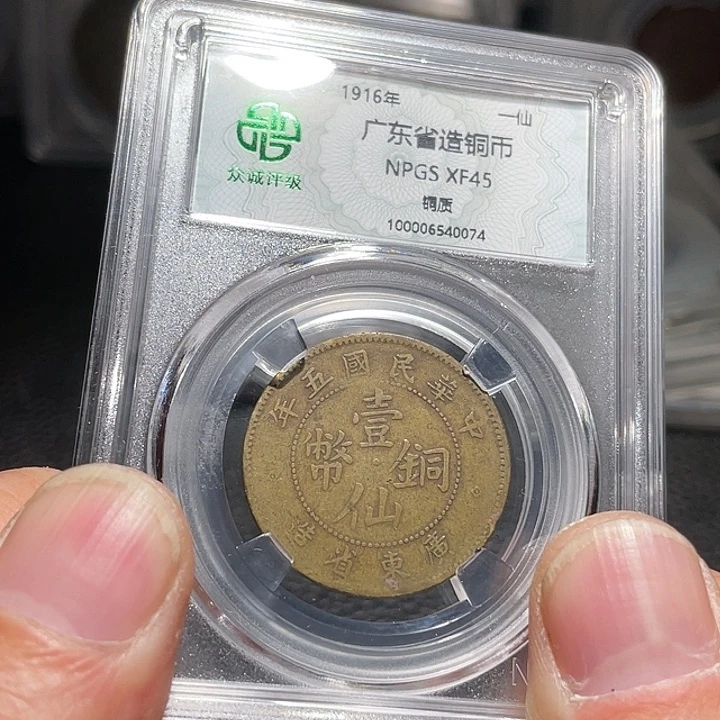 1916年
一仙
广东省造铜币
NPGS XF45
铜质
100006540074
众诚评级
中華民國五年
壹仙
銅幣
廣東省造
N